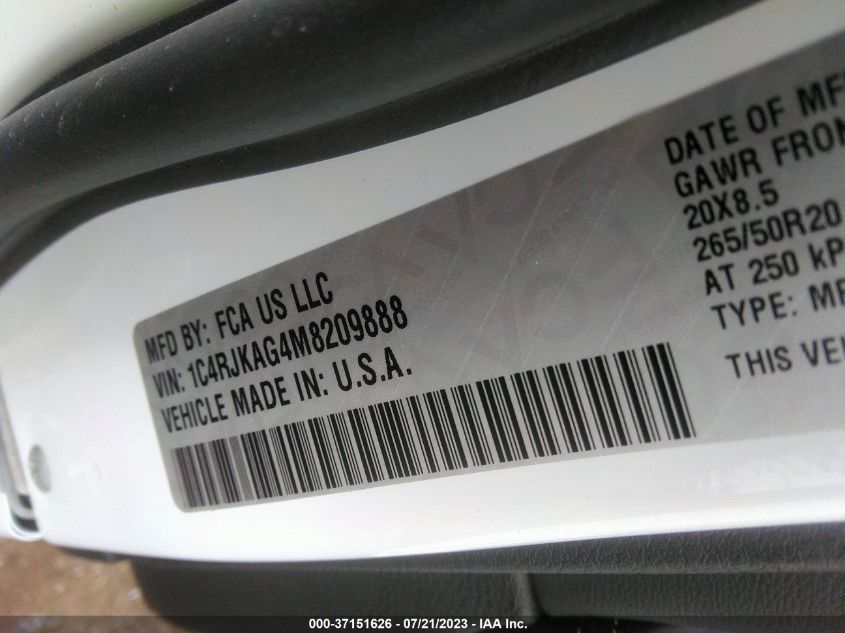 MFD BY: FCA US LLC
VIN: 1C4RJKAG4M8209888
VEHICLE MADE IN: U.S.A.
DATE OF MF
GAWR FRON
20X8.5
265/50R20
AT 250 kP
TYPE: MP
THIS VE
000-37151626 - 07/21/2023 - IAA Inc.